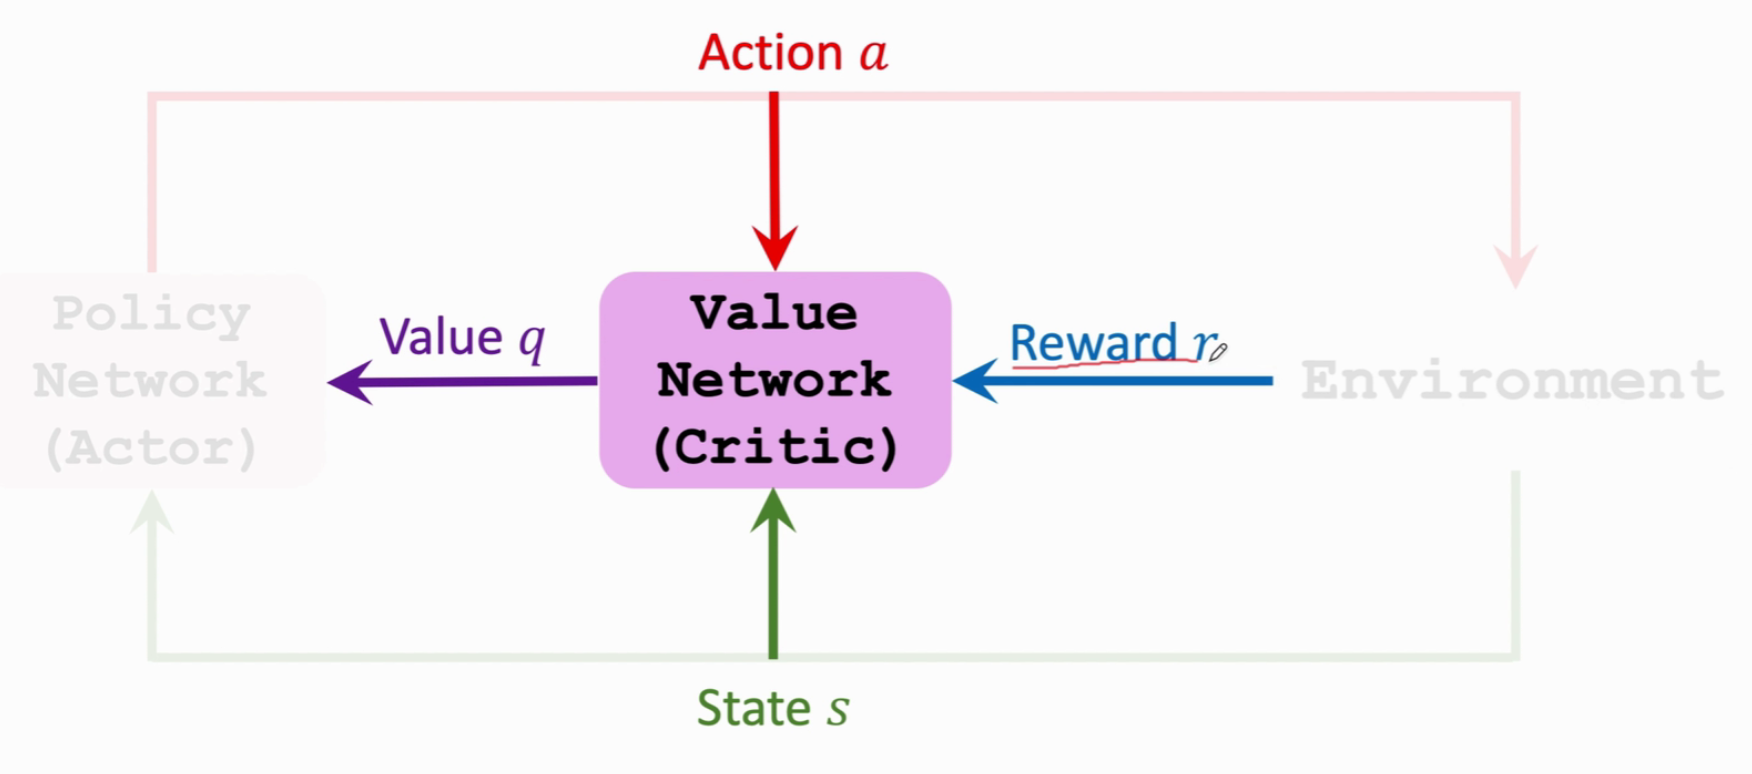 Action a
Policy
Network
(Actor)
Value q
Value
Network
(Critic)
Reward r
Environment
State s